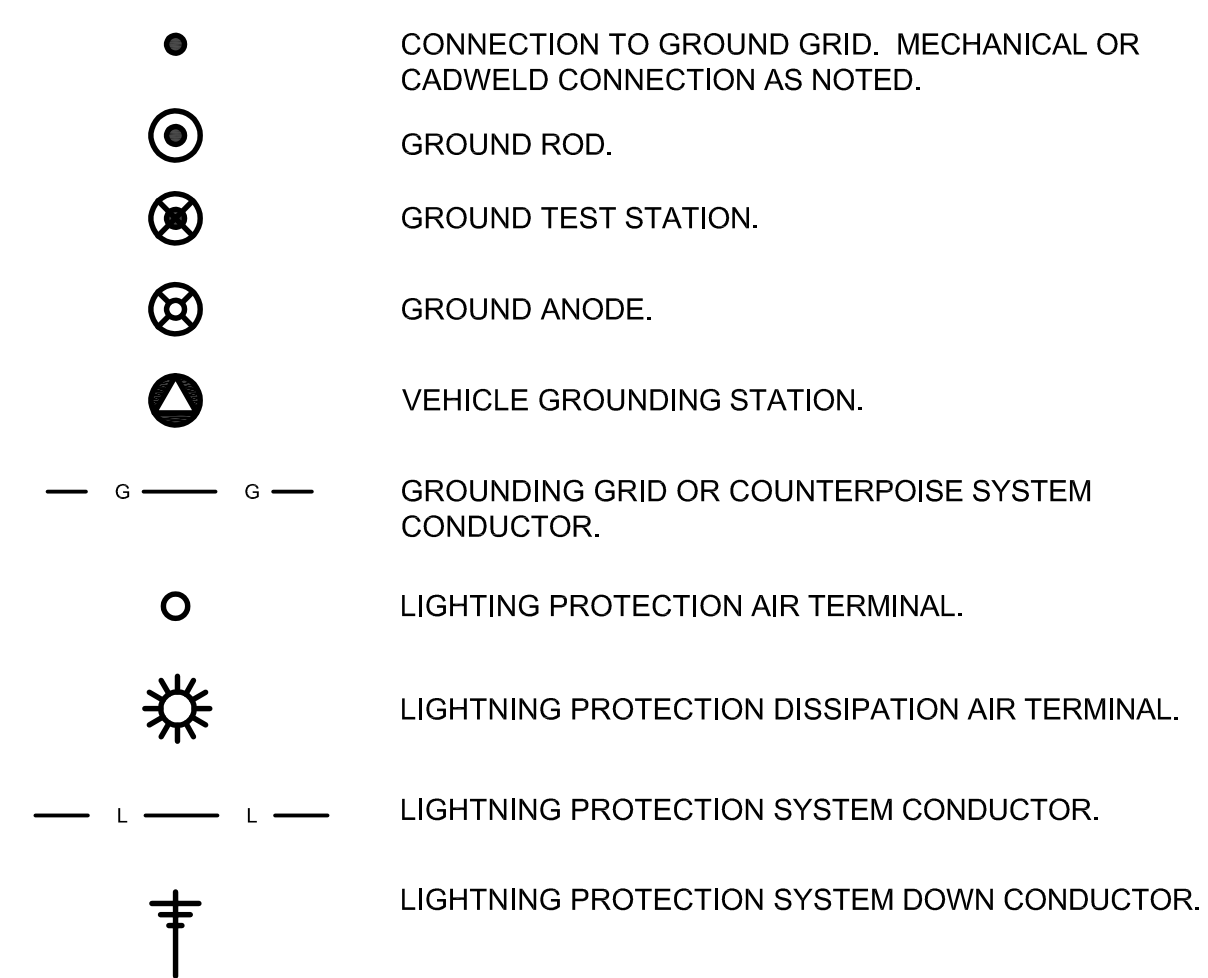 CONNECTION TO GROUND GRID. MECHANICAL OR
CADWELD CONNECTION AS NOTED.
GROUND ROD.
GROUND TEST STATION.
GROUND ANODE.
VEHICLE GROUNDING STATION.
G G GROUNDING GRID OR COUNTERPOISE SYSTEM
CONDUCTOR.
LIGHTING PROTECTION AIR TERMINAL.
LIGHTNING PROTECTION DISSIPATION AIR TERMINAL.
L L LIGHTNING PROTECTION SYSTEM CONDUCTOR.
LIGHTNING PROTECTION SYSTEM DOWN CONDUCTOR.